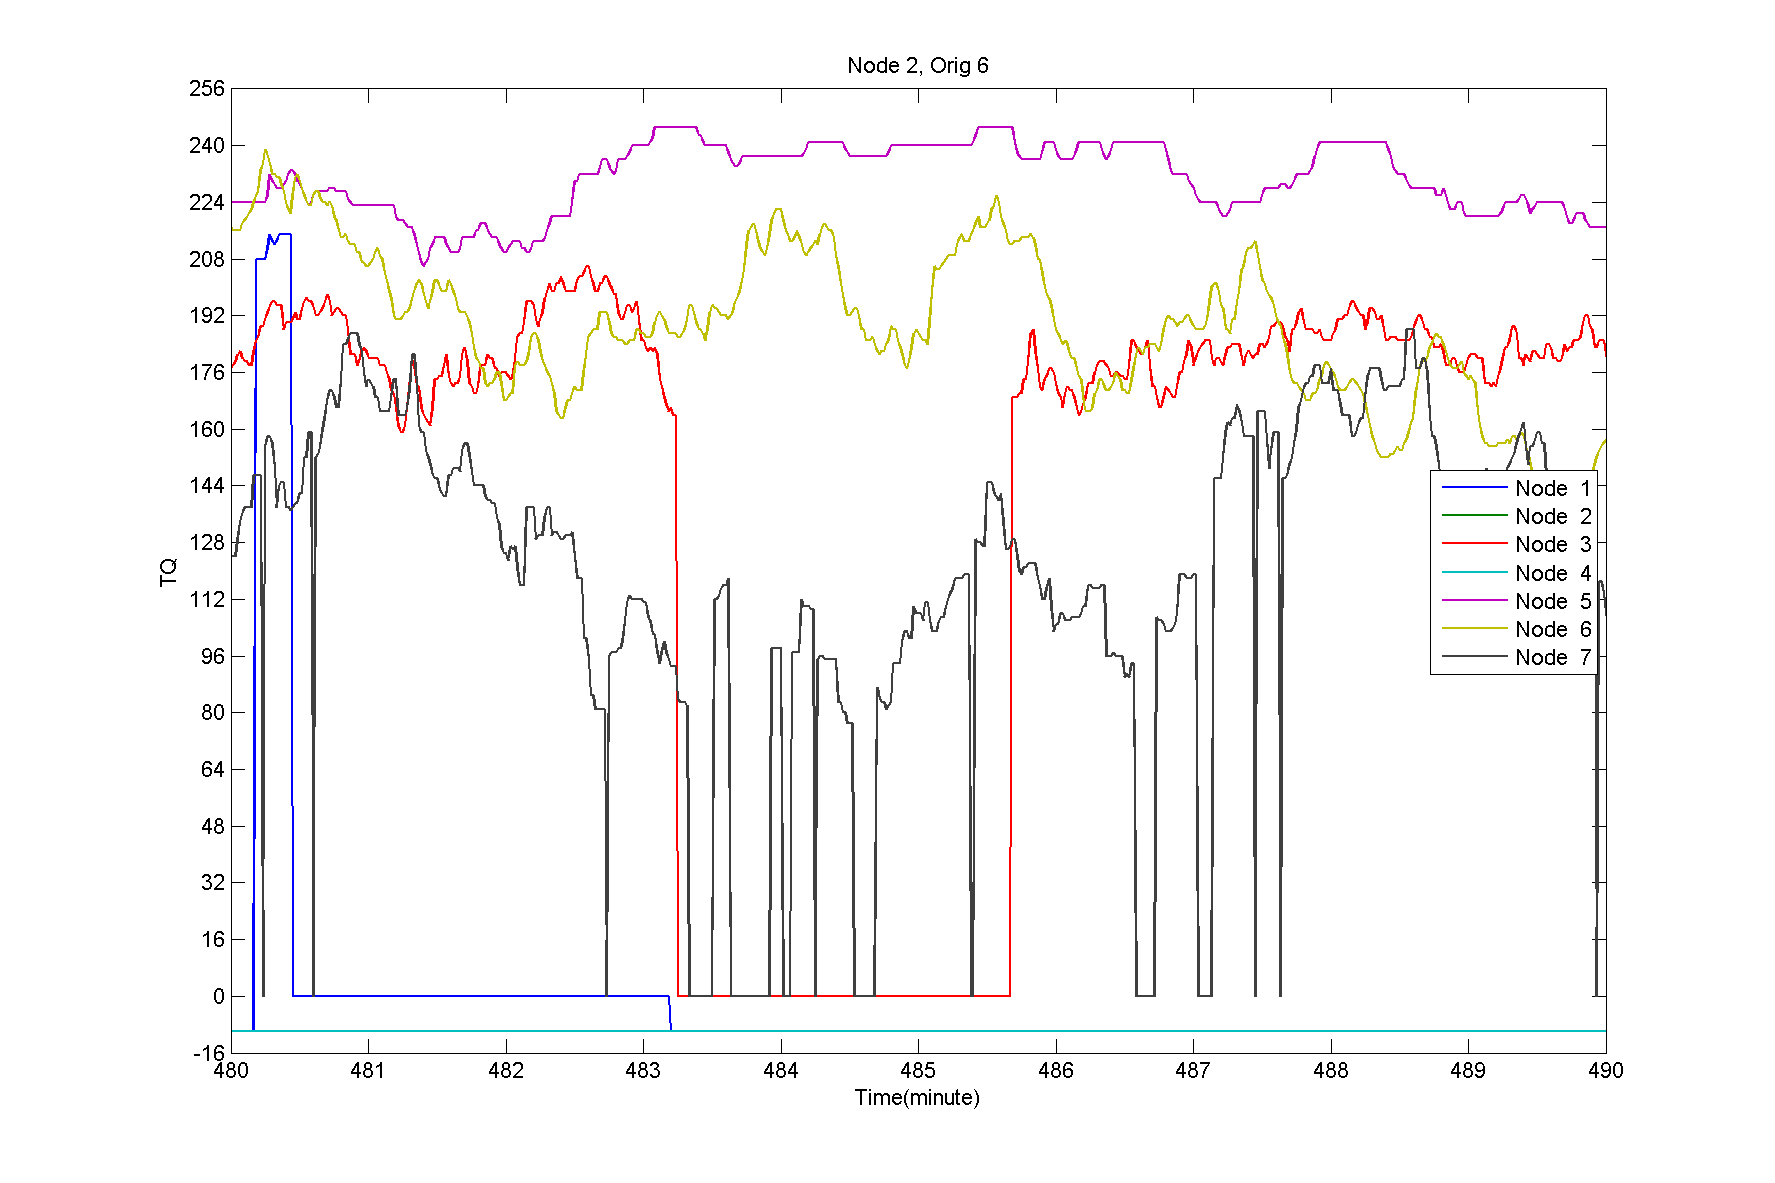 Node 2, Orig 6
256
240
224
208
192
176
160
144
128
112
96
80
64
48
32
16
0
-16
TQ
Node 1
Node 2
Node 3
Node 4
Node 5
Node 6
Node 7
480 481 482 483 484 485 486 487 488 489 490
Time(minute)